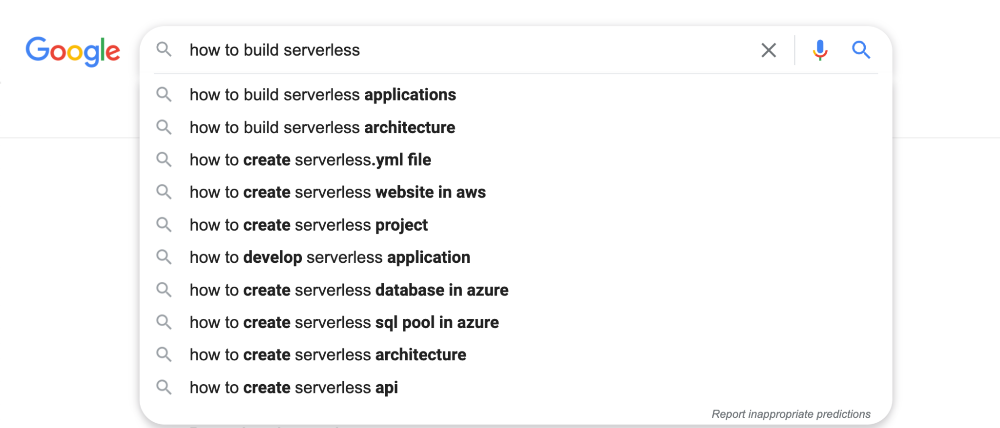 Google
how to build serverless
how to build serverless applications
how to build serverless architecture
how to create serverless.yml file
how to create serverless website in aws
how to create serverless project
how to develop serverless application
how to create serverless database in azure
how to create serverless sql pool in azure
how to create serverless architecture
how to create serverless api
Report inappropriate predictions